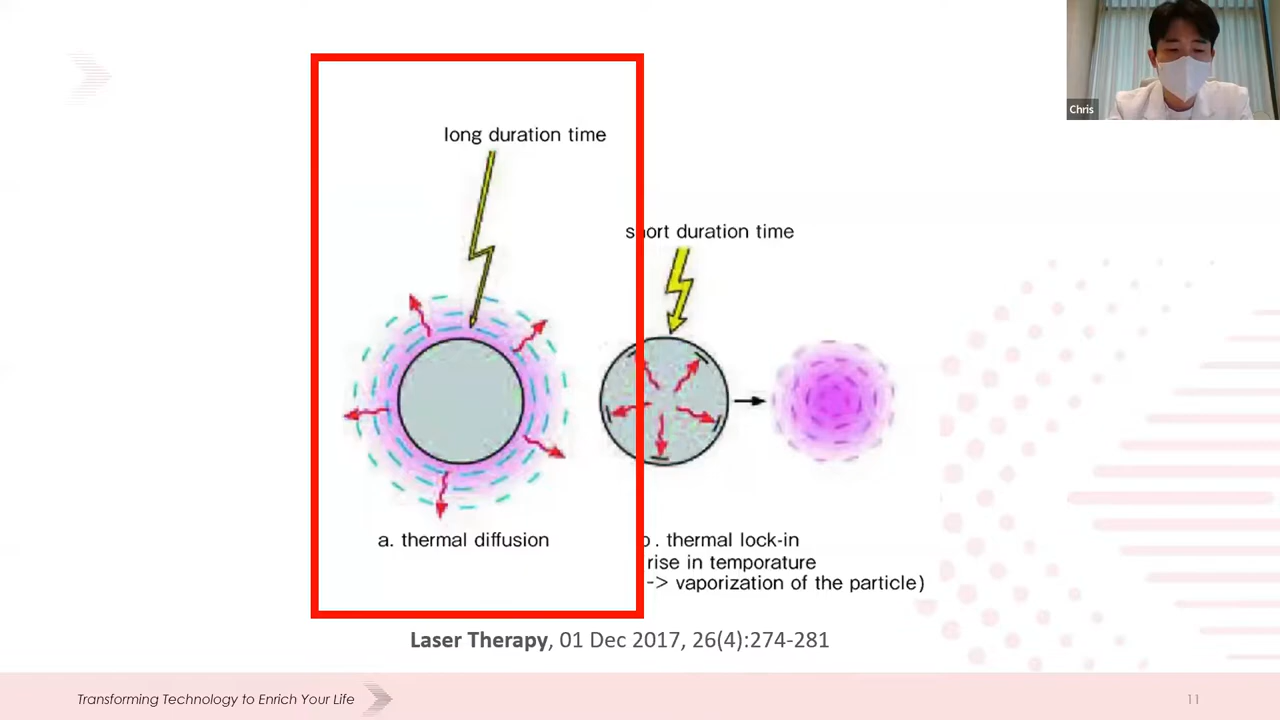 Chris
long duration time
short duration time
a. thermal diffusion
b. thermal lock-in
rise in temperature
-> vaporization of the particle)
Laser Therapy, 01 Dec 2017, 26(4):274-281
Transforming Technology to Enrich Your Life
11